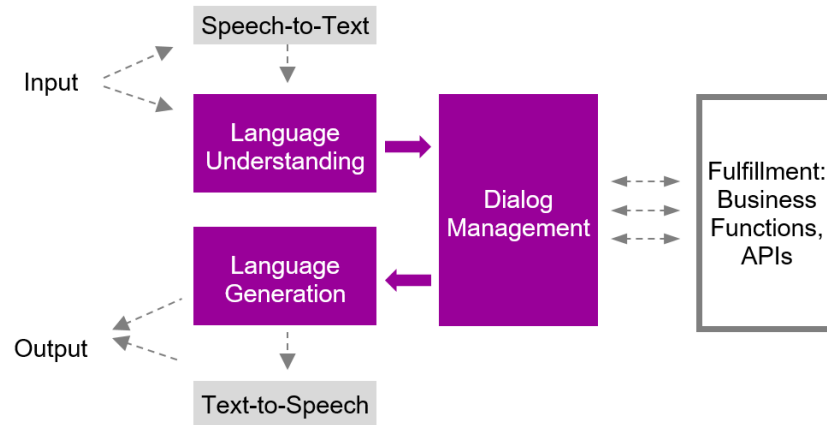 Speech-to-Text
Input
Language
Understanding
Dialog
Management
Fulfillment:
Business
Functions,
APIs
Language
Generation
Output
Text-to-Speech